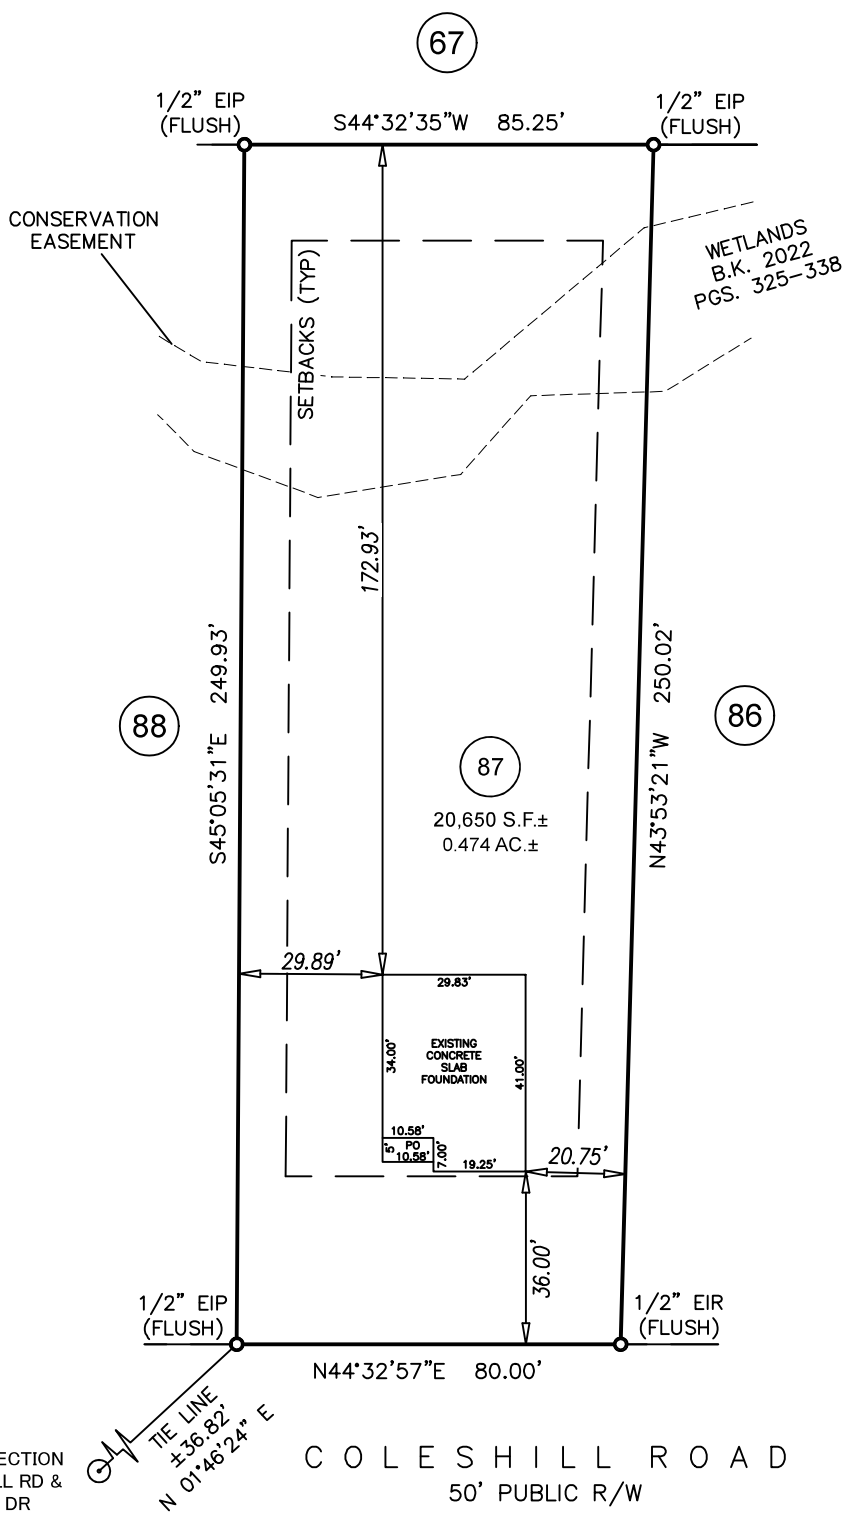 67
1/2" EIP
(FLUSH)
S44°32'35"W 85.25'
1/2" EIP
(FLUSH)
CONSERVATION
EASEMENT
WETLANDS
B.K. 2022
PGS. 325-338
SETBACKS (TYP)
172.93'
S45°05'31"E 249.93'
N43°53'21"W 250.02'
88
86
87
20,650 S.F.±
0.474 AC.±
29.89'
29.83'
34.00'
EXISTING
CONCRETE
SLAB
FOUNDATION
41.00'
10.58'
5'
PO
10.58'
7.00'
19.25'
20.75'
36.00'
1/2" EIP
(FLUSH)
1/2" EIR
(FLUSH)
N44°32'57"E 80.00'
TIE LINE
±36.82'
N 01°46'24" E
ECTION
LL RD &
DR
COLESHILL ROAD
50' PUBLIC R/W